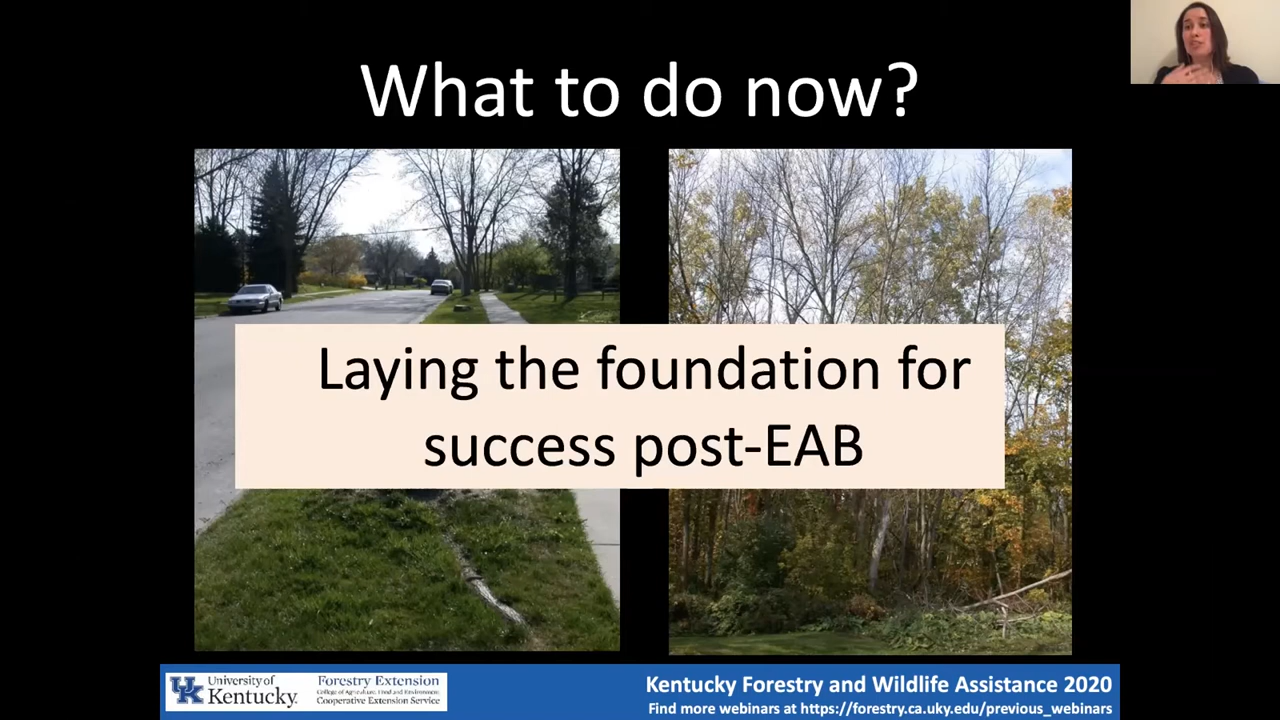 What to do now?
Laying the foundation for
success post-EAB
University of
Kentucky.
Forestry Extension
College of Agriculture, Food and Environment
Cooperative Extension Service
Kentucky Forestry and Wildlife Assistance 2020
Find more webinars at https://forestry.ca.uky.edu/previous_webinars